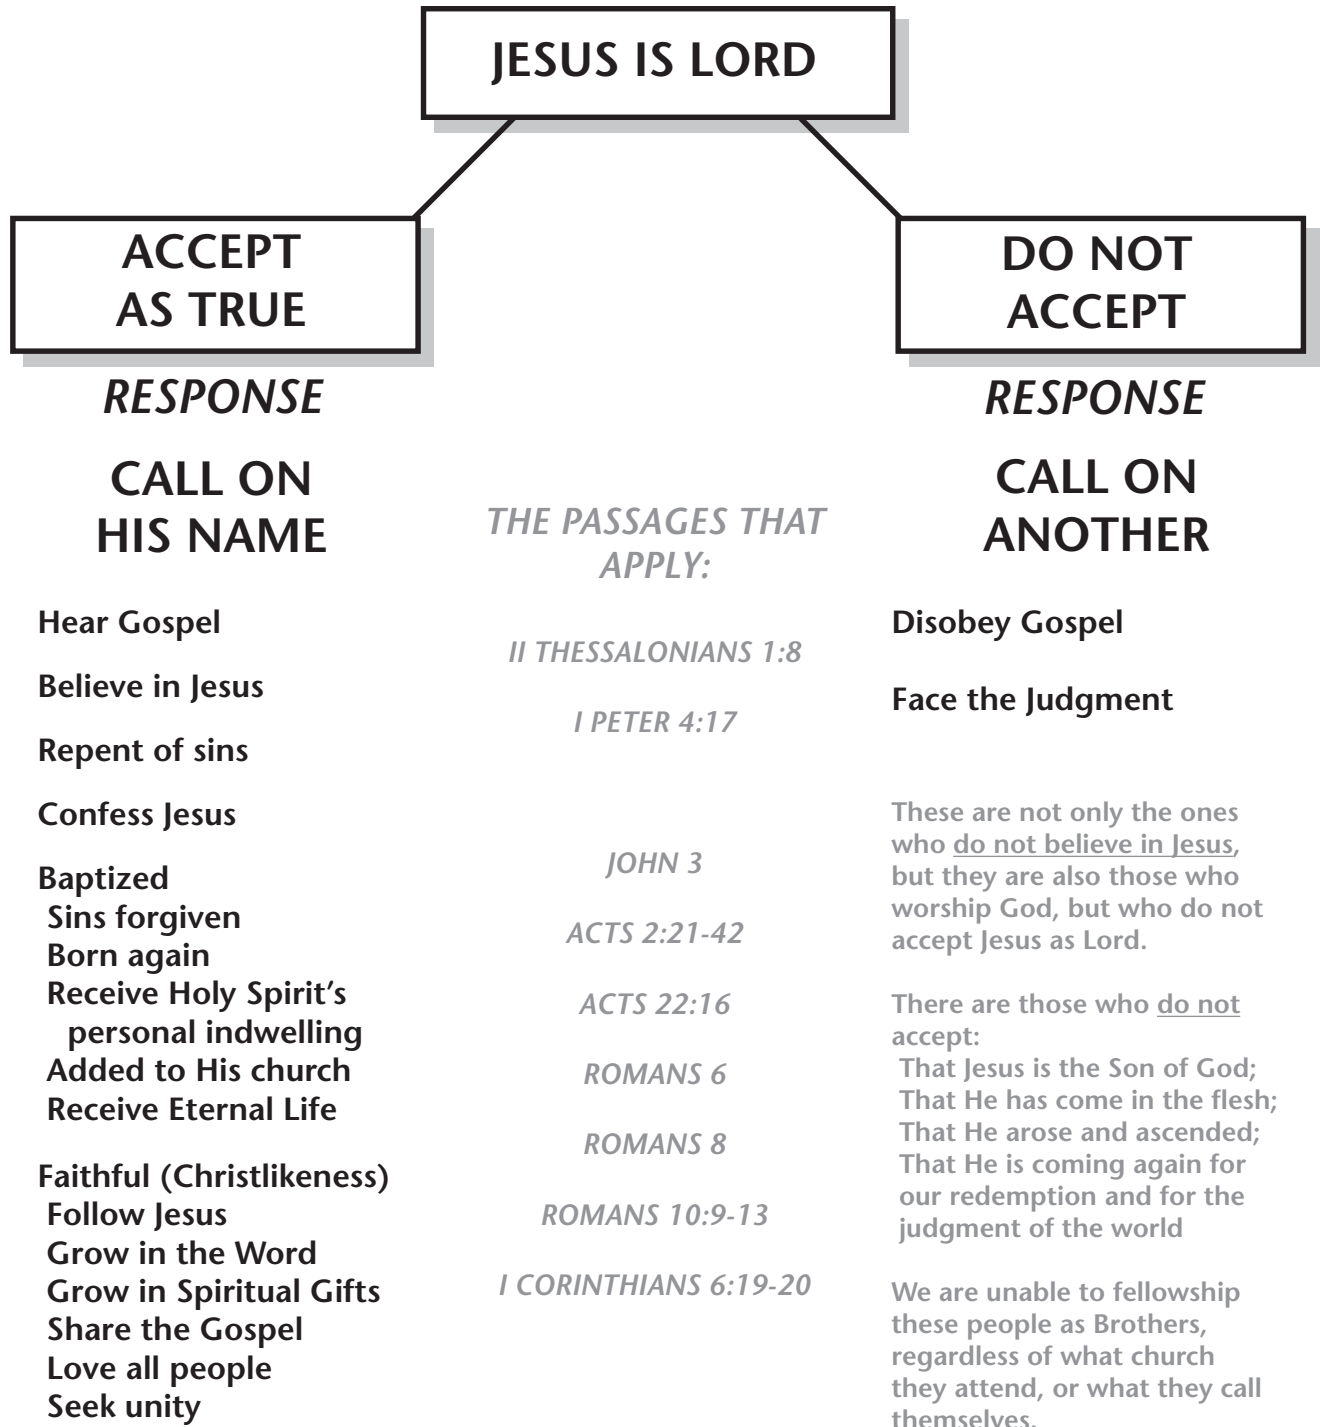 JESUS IS LORD
ACCEPT
AS TRUE
RESPONSE
CALL ON
HIS NAME
Hear Gospel
Believe in Jesus
Repent of sins
Confess Jesus
Baptized
Sins forgiven
Born again
Receive Holy Spirit’s
personal indwelling
Added to His church
Receive Eternal Life
Faithful (Christlikeness)
Follow Jesus
Grow in the Word
Grow in Spiritual Gifts
Share the Gospel
Love all people
Seek unity
THE PASSAGES THAT
APPLY:
II THESSALONIANS 1:8
I PETER 4:17
JOHN 3
ACTS 2:21-42
ACTS 22:16
ROMANS 6
ROMANS 8
ROMANS 10:9-13
I CORINTHIANS 6:19-20
DO NOT
ACCEPT
RESPONSE
CALL ON
ANOTHER
Disobey Gospel
Face the Judgment
These are not only the ones
who do not believe in Jesus,
but they are also those who
worship God, but who do not
accept Jesus as Lord.
There are those who do not
accept:
That Jesus is the Son of God;
That He has come in the flesh;
That He arose and ascended;
That He is coming again for
our redemption and for the
judgment of the world
We are unable to fellowship
these people as Brothers,
regardless of what church
they attend, or what they call
themselves.